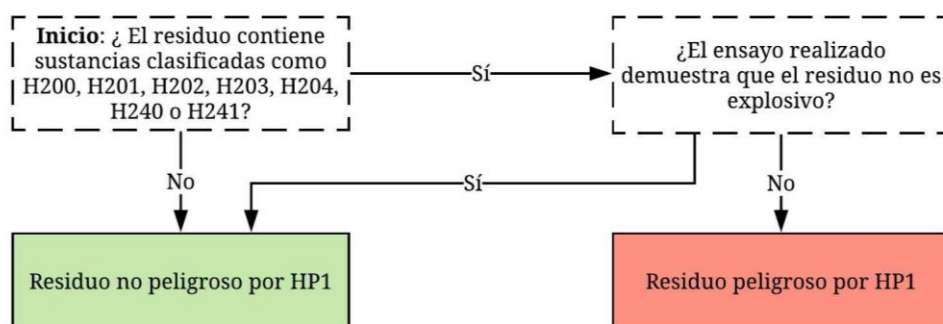 Inicio: ¿ El residuo contiene
sustancias clasificadas como
H200, H201, H202, H203, H204,
H240 o H241?
Sí
¿El ensayo realizado
demuestra que el residuo no es
explosivo?
No
Sí
No
Residuo no peligroso por HP1
Residuo peligroso por HP1